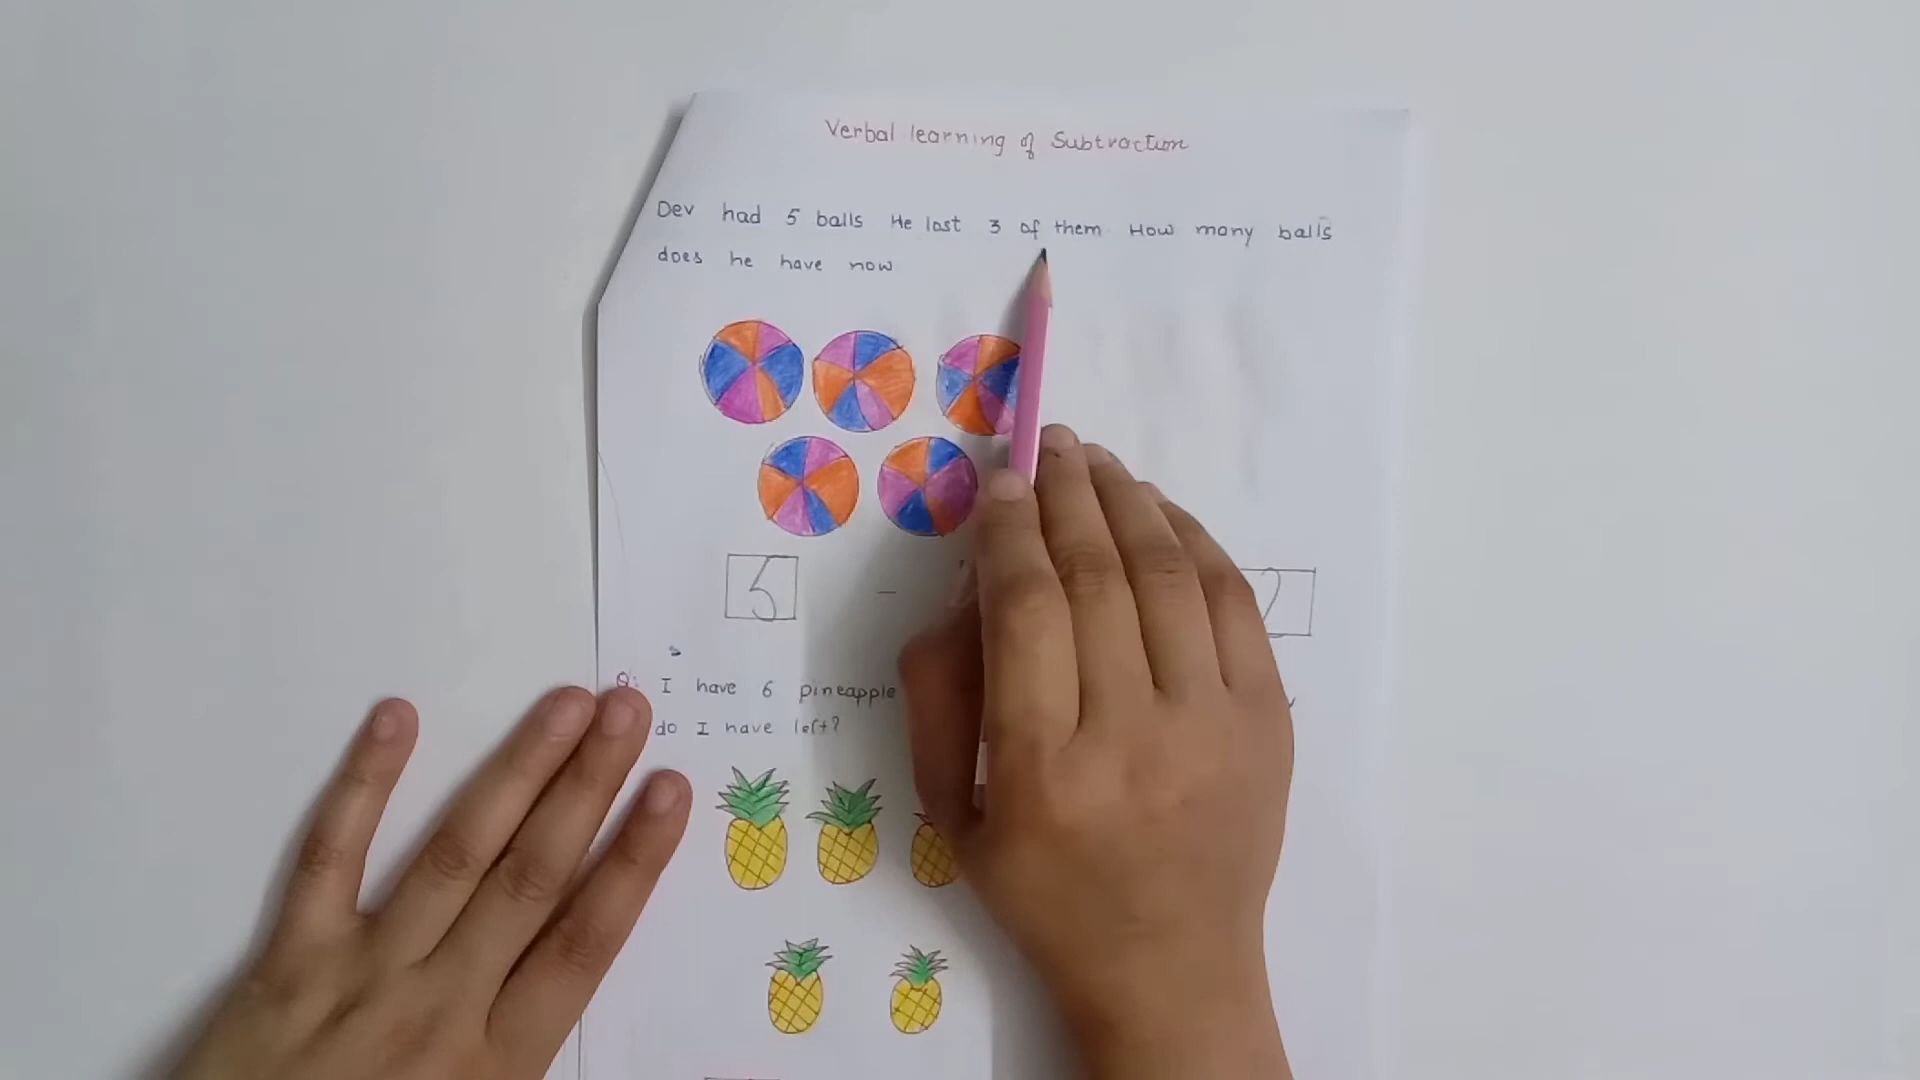 Verbal learning of Subtraction
Dev had 5 balls He lost 3 of them How many balls
does he have now
5 - 2
s
Q: I have 6 pineapple
do I have left?